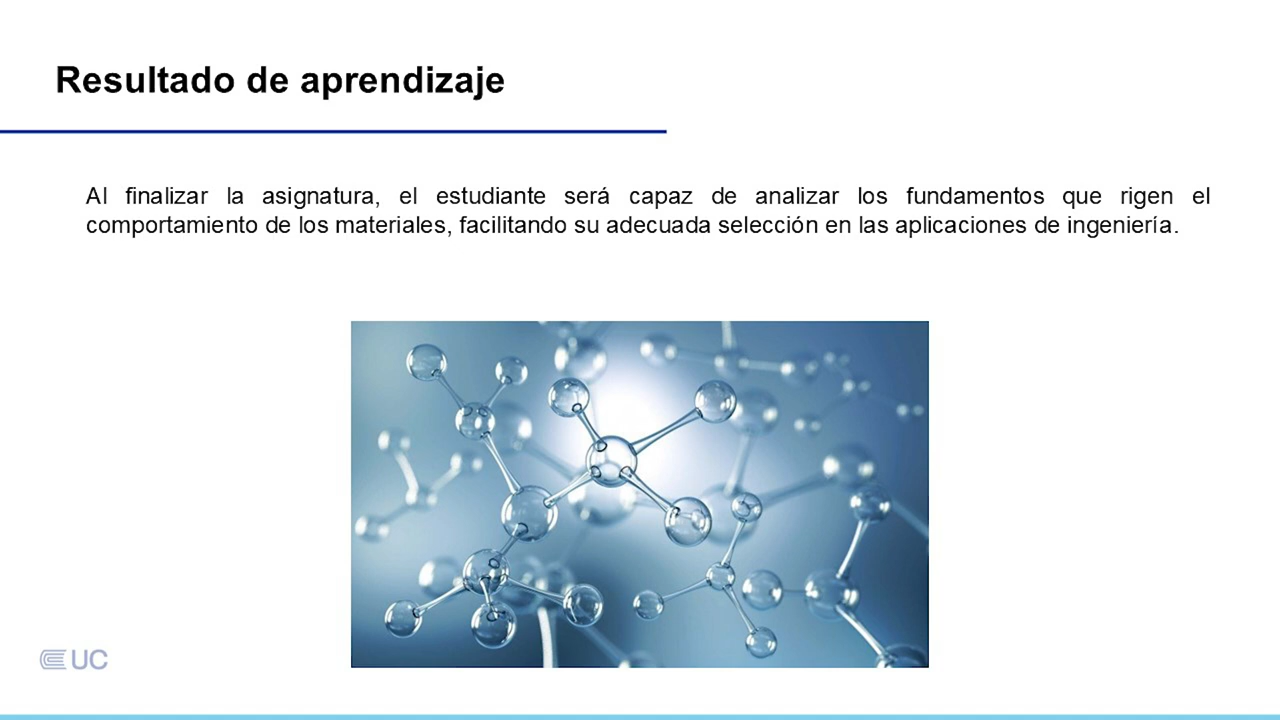 Resultado de aprendizaje
Al finalizar la asignatura, el estudiante será capaz de analizar los fundamentos que rigen el
comportamiento de los materiales, facilitando su adecuada selección en las aplicaciones de ingeniería.
UC